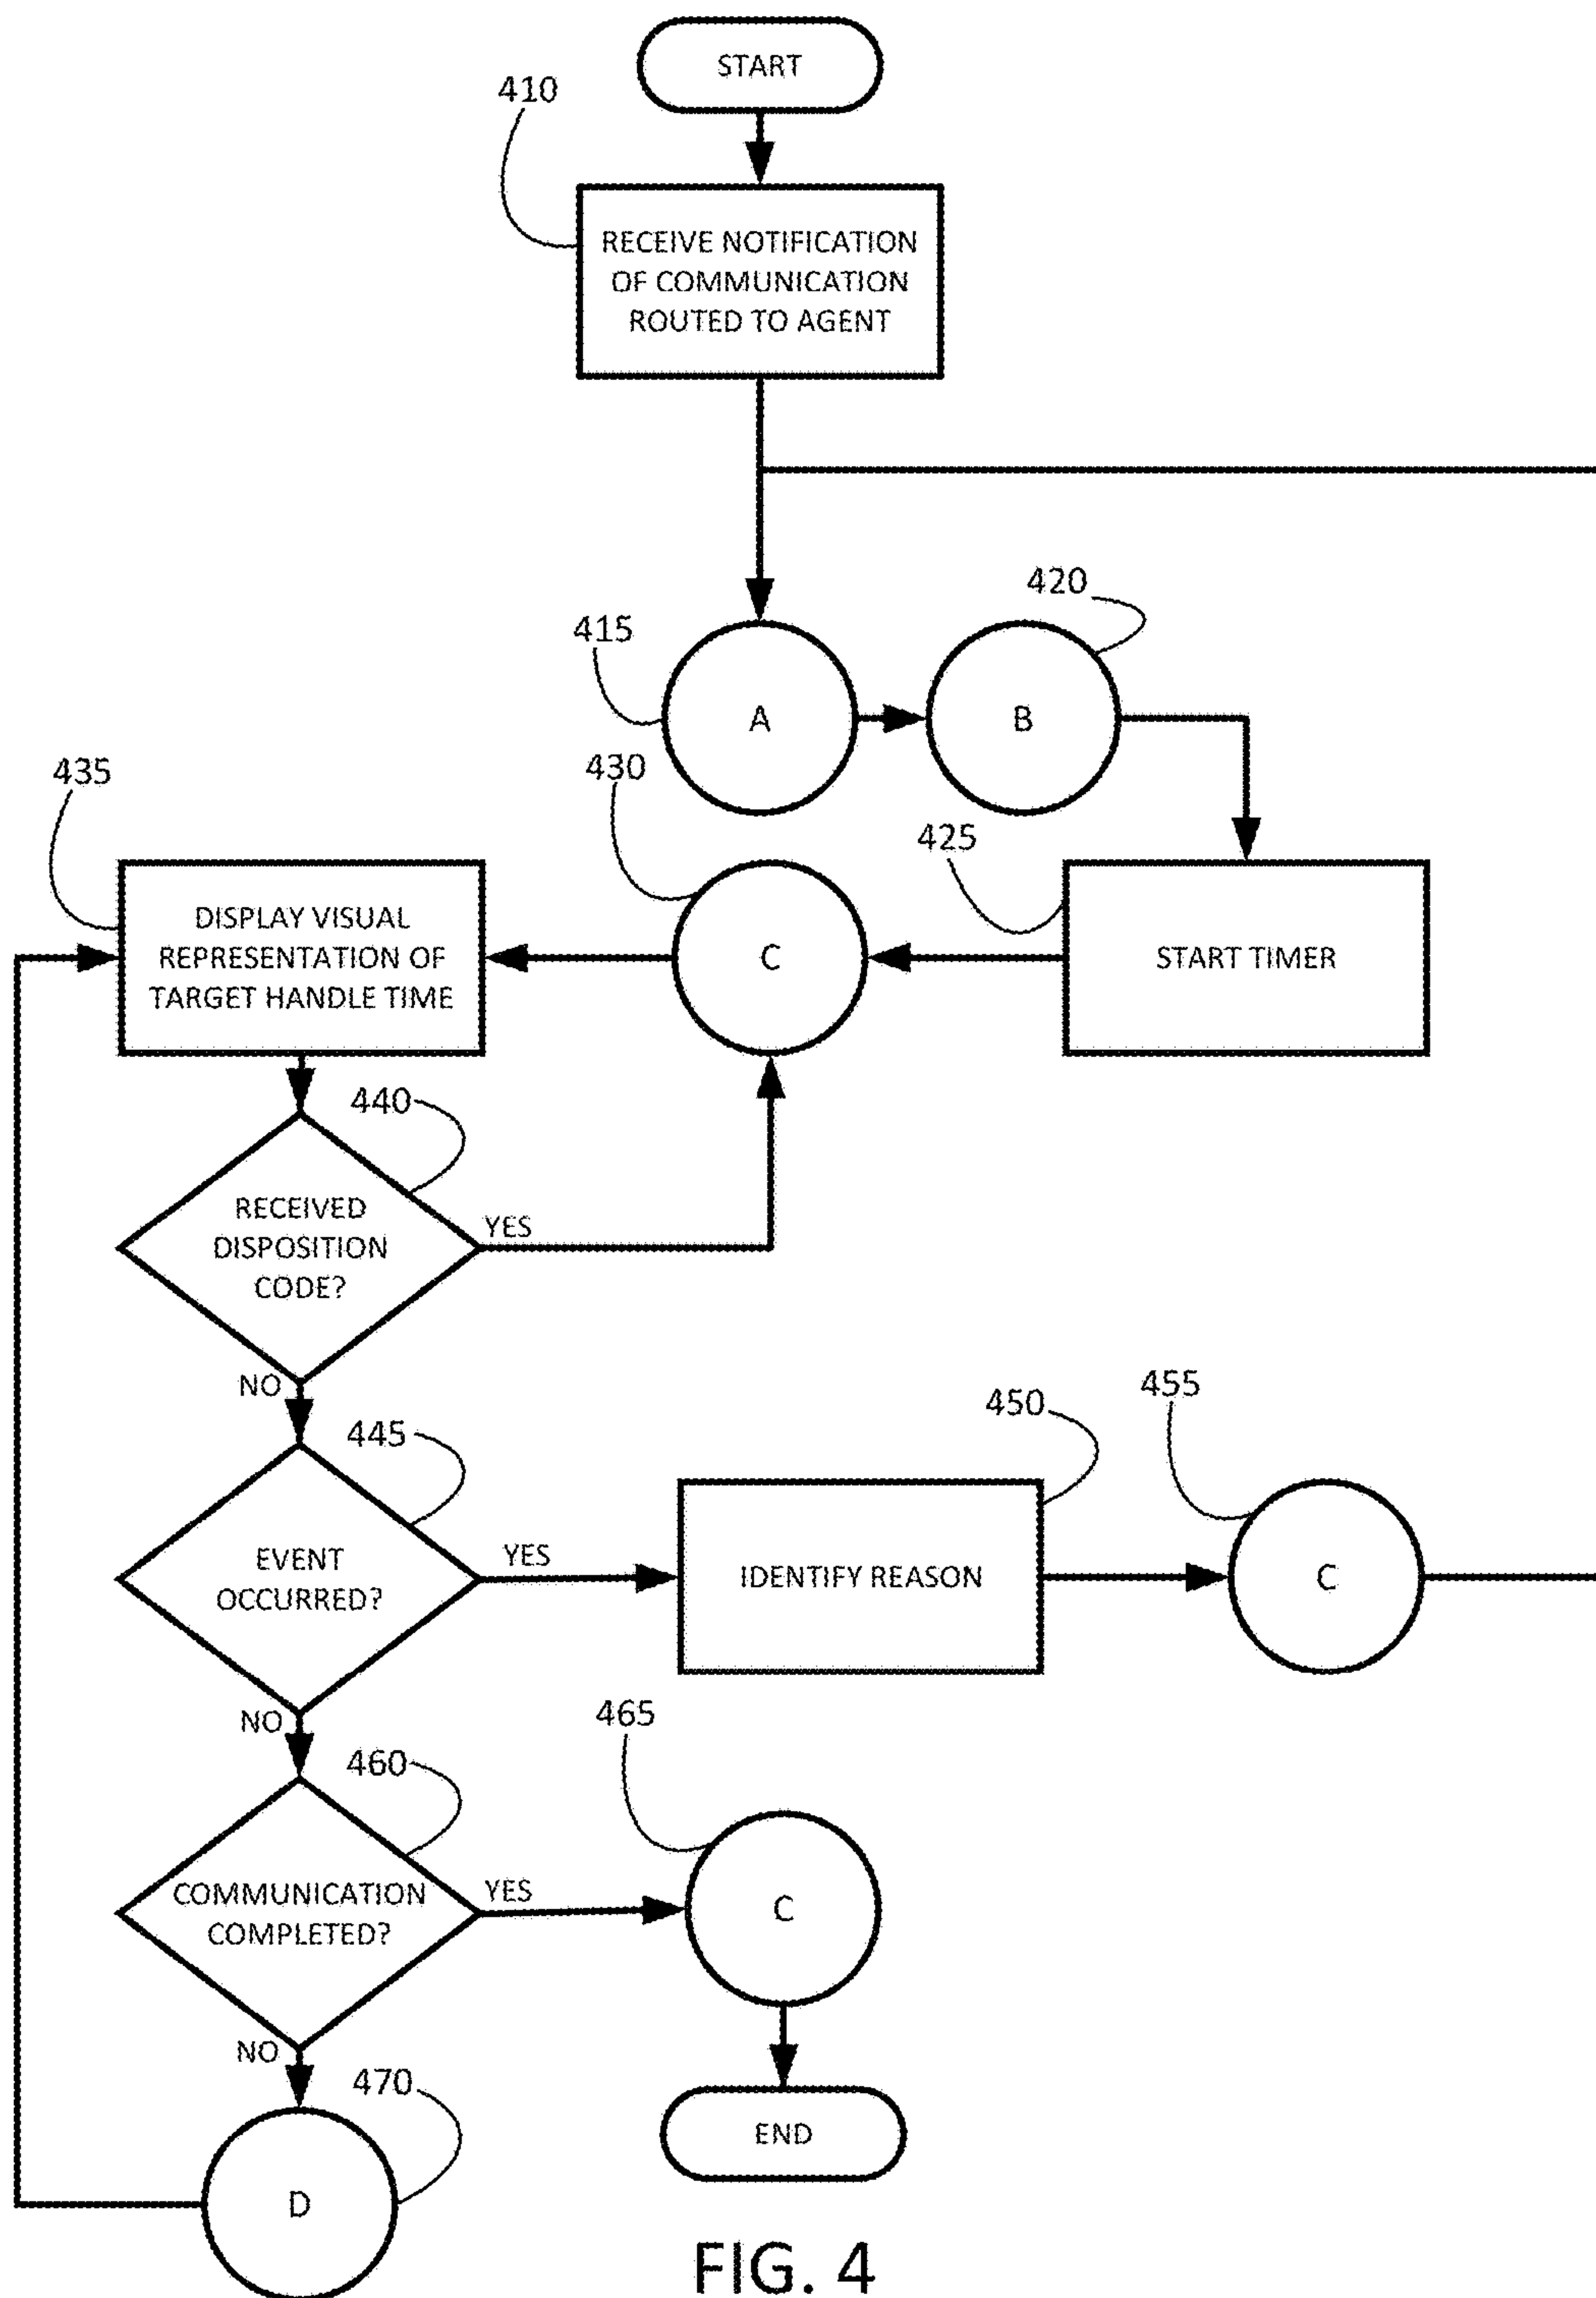 START
410
RECEIVE NOTIFICATION
OF COMMUNICATION
ROUTED TO AGENT
415
A
420
B
425
START TIMER
430
C
435
DISPLAY VISUAL
REPRESENTATION OF
TARGET HANDLE TIME
440
RECEIVED
DISPOSITION
CODE?
YES
NO
445
EVENT
OCCURRED?
YES
450
IDENTIFY REASON
455
C
NO
460
COMMUNICATION
COMPLETED?
YES
465
C
END
NO
470
D
FIG. 4